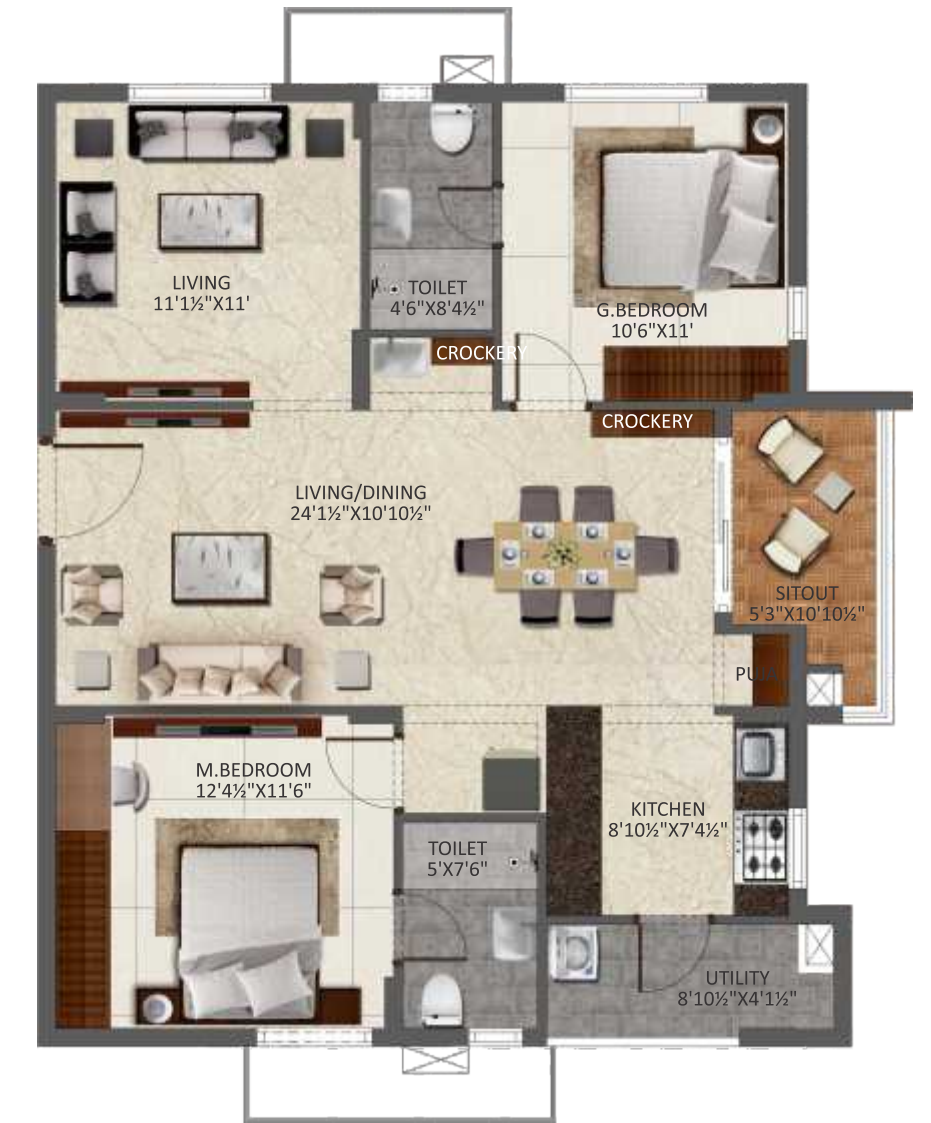 LIVING
11'1½"X11'
TOILET
4'6"X8'4½"
G.BEDROOM
10'6"X11'
CROCKERY
CROCKERY
LIVING/DINING
24'1½"X10'10½"
SITOUT
5'3"X10'10½"
M.BEDROOM
12'4½"X11'6"
KITCHEN
8'10½"X7'4½"
TOILET
5'X7'6"
UTILITY
8'10½"X4'1½"